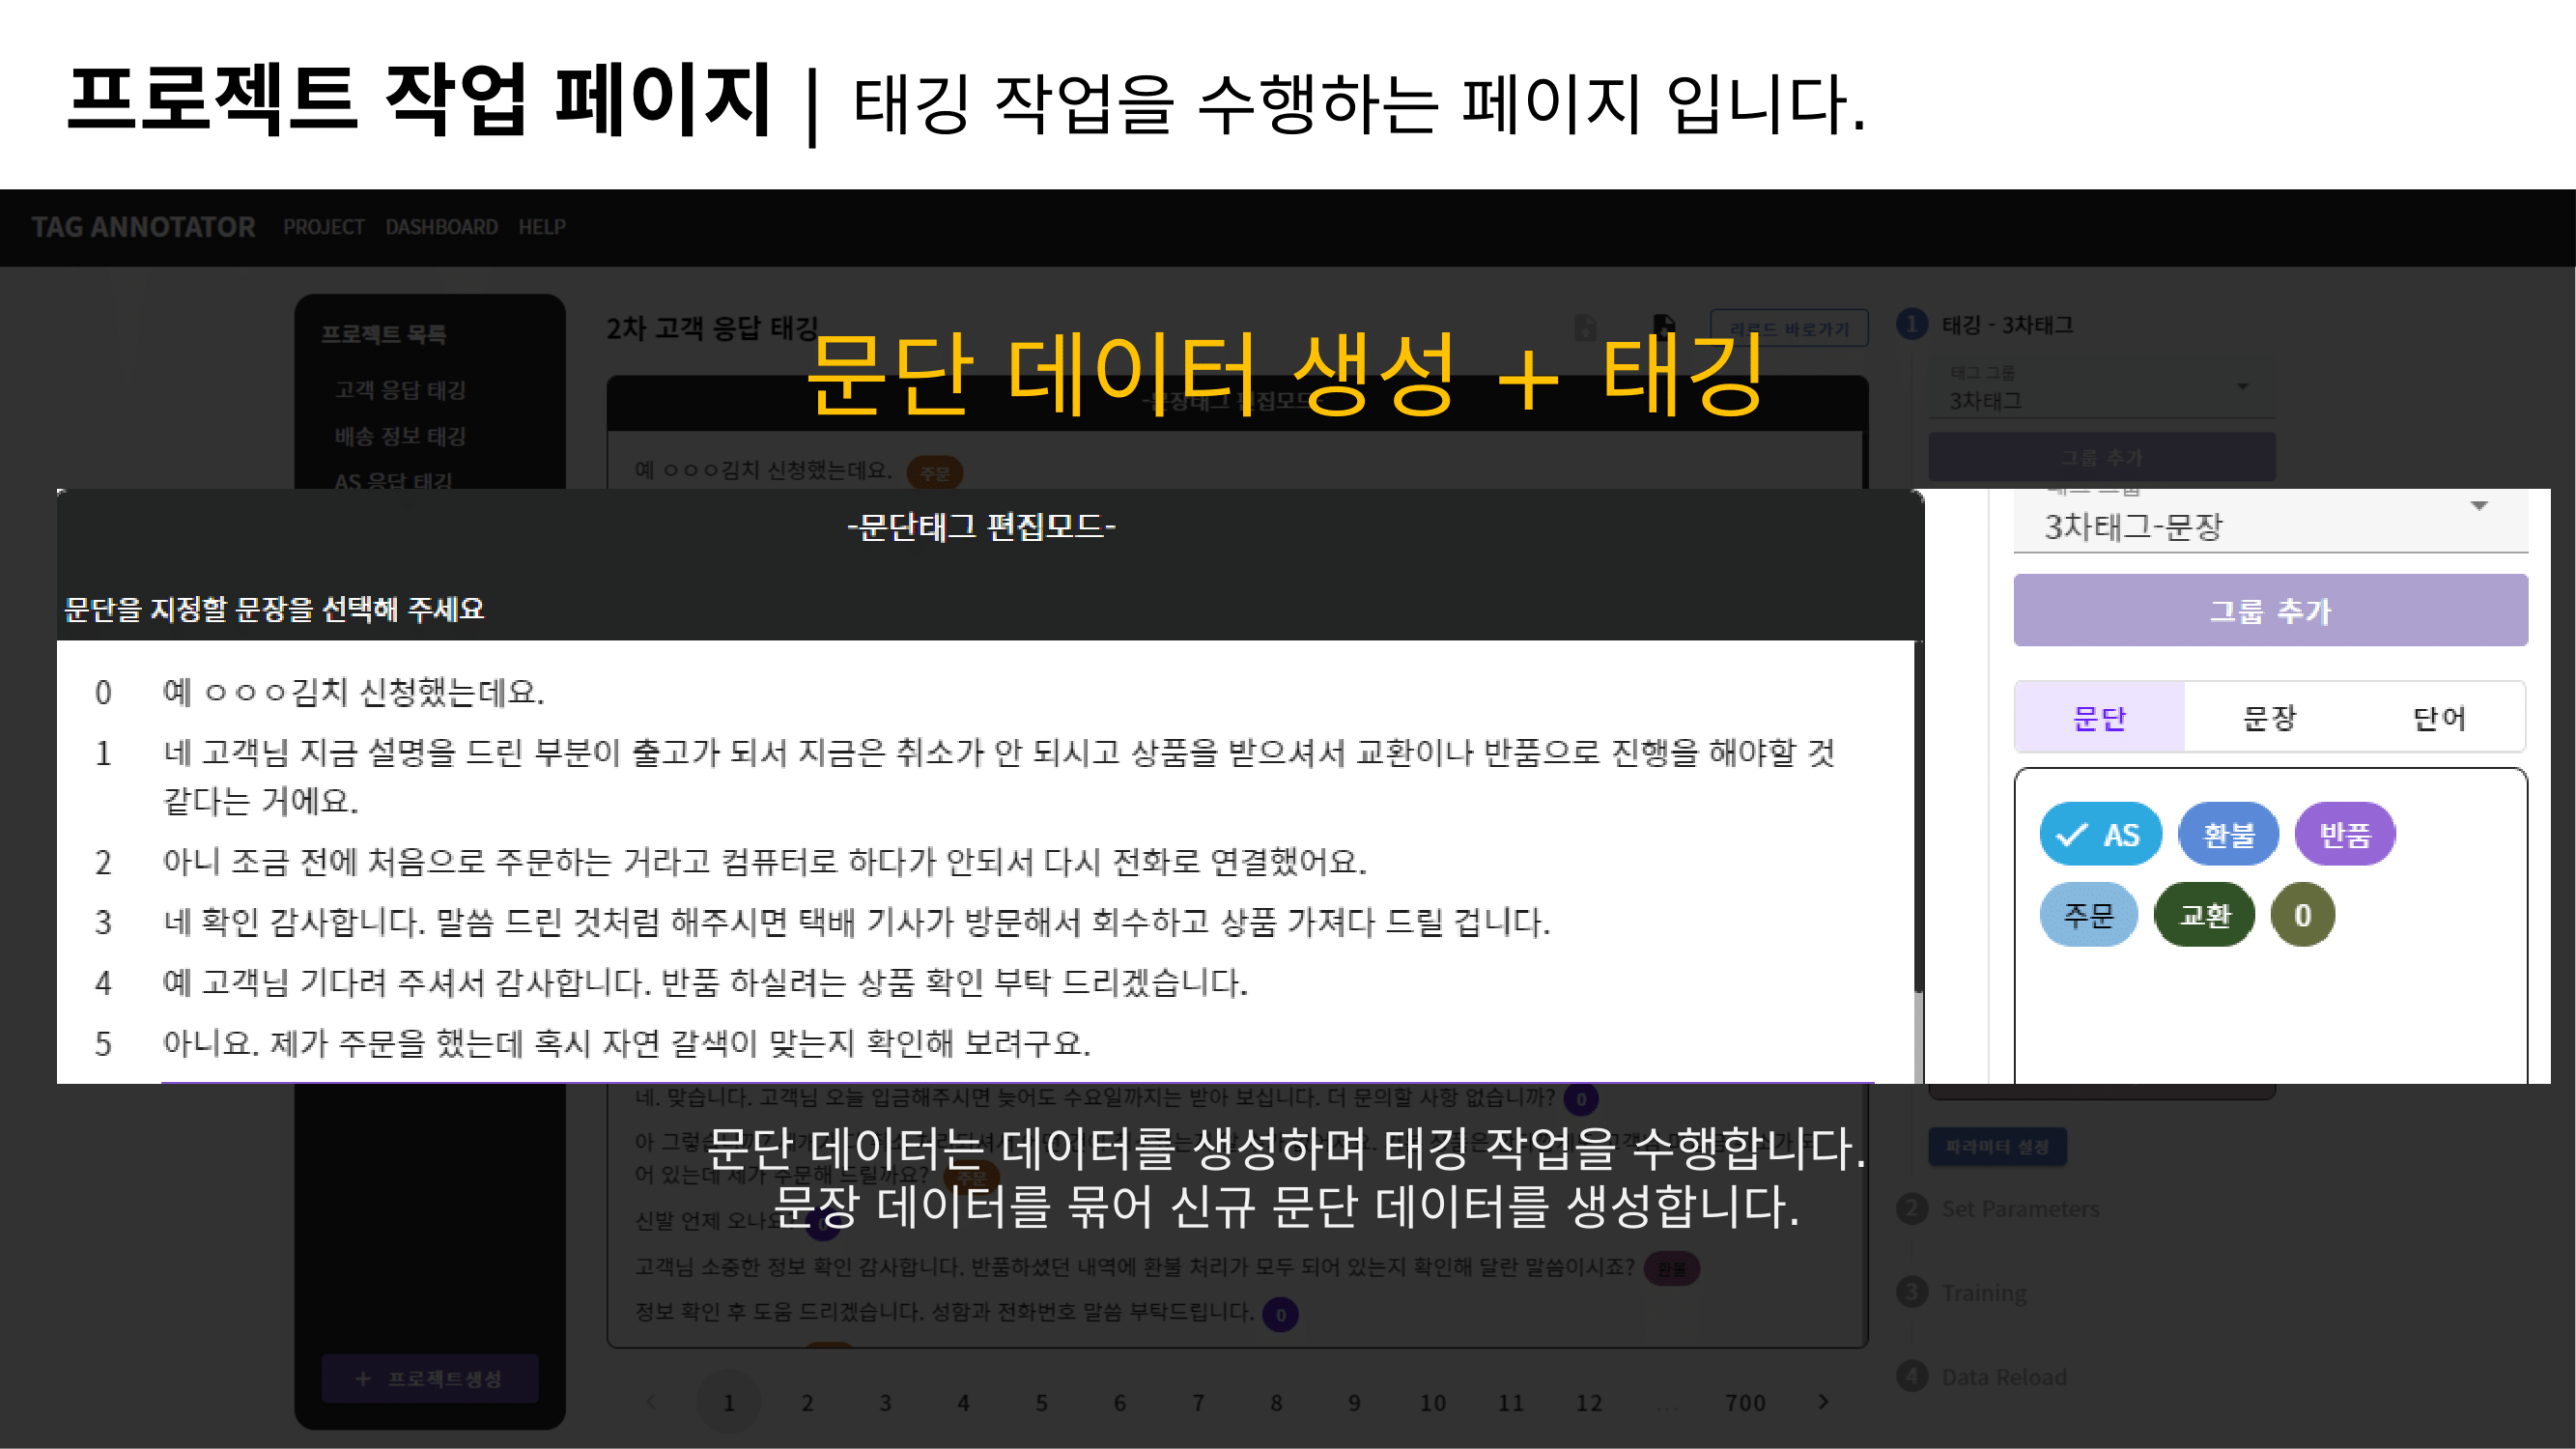 프로젝트 작업 페이지 | 태깅 작업을 수행하는 페이지 입니다.
TAG ANNOTATOR PROJECT DASHBOARD HELP
프로젝트 목록
고객 응답 태깅
배송 정보 태깅
AS 응답 태깅
2차 고객 응답 태깅
리로드 바로가기
1 태깅 - 3차태그
문단 데이터 생성 + 태깅
-문장태그 편집모드-
태그 그룹
3차태그
그룹 추가
예 ㅇㅇㅇ김치 신청했는데요. 주문
-문단태그 편집모드-
문단을 지정할 문장을 선택해 주세요
0 예 ㅇㅇㅇ김치 신청했는데요.
1 네 고객님 지금 설명을 드린 부분이 출고가 되서 지금은 취소가 안 되시고 상품을 받으셔서 교환이나 반품으로 진행을 해야할 것
같다는 거에요.
2 아니 조금 전에 처음으로 주문하는 거라고 컴퓨터로 하다가 안되서 다시 전화로 연결했어요.
3 네 확인 감사합니다. 말씀 드린 것처럼 해주시면 택배 기사가 방문해서 회수하고 상품 가져다 드릴 겁니다.
4 예 고객님 기다려 주셔서 감사합니다. 반품 하실려는 상품 확인 부탁 드리겠습니다.
5 아니요. 제가 주문을 했는데 혹시 자연 갈색이 맞는지 확인해 보려구요.
3차태그-문장
그룹 추가
문단 문장 단어
AS 환불 반품
주문 교환 0
네. 맞습니다. 고객님 오늘 입금해주시면 늦어도 수요일까지는 받아 보십니다. 더 문의할 사항 없습니까? 0
문단 데이터는 데이터를 생성하며 태깅 작업을 수행합니다.
어 있는데 제가 주문해 드릴까요? 주문
문장 데이터를 묶어 신규 문단 데이터를 생성합니다.
신발 언제 오나요? 0
고객님 소중한 정보 확인 감사합니다. 반품하셨던 내역에 환불 처리가 모두 되어 있는지 확인해 달란 말씀이시죠? 환불
정보 확인 후 도움 드리겠습니다. 성함과 전화번호 말씀 부탁드립니다. 0
파라미터 설정
2 Set Parameters
3 Training
4 Data Reload
+ 프로젝트생성
< 1 2 3 4 5 6 7 8 9 10 11 12 ... 700 >